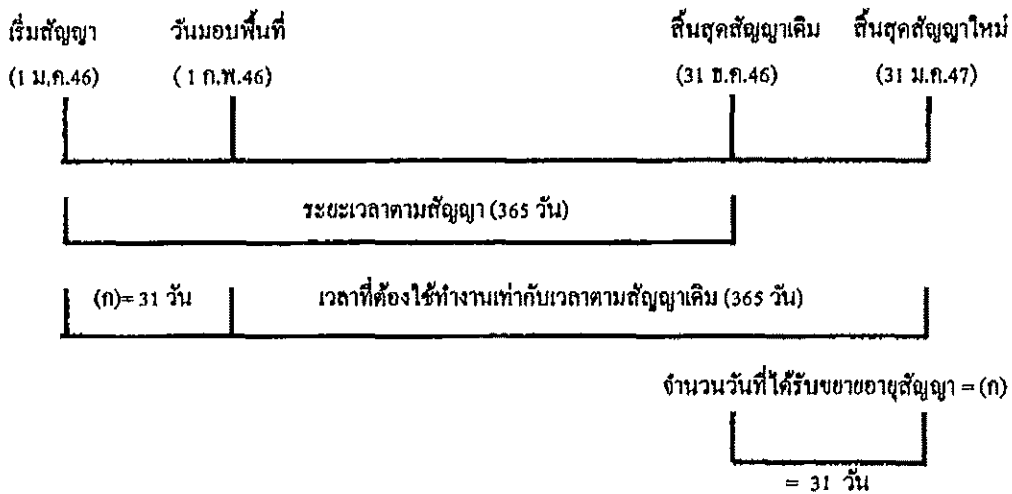 เริ่มสัญญา วันมอบพื้นที่ สิ้นสุดสัญญาเดิม สิ้นสุดสัญญาใหม่
(1 ม.ค.46) (1 ก.พ.46) (31 ธ.ค.46) (31 ม.ค.47)
ระยะเวลาตามสัญญา (365 วัน)
(ก)= 31 วัน เวลาที่ต้องใช้ทำงานเท่ากับเวลาตามสัญญาเดิม (365 วัน)
จำนวนวันที่ได้รับขยายอายุสัญญา = (ก)
= 31 วัน